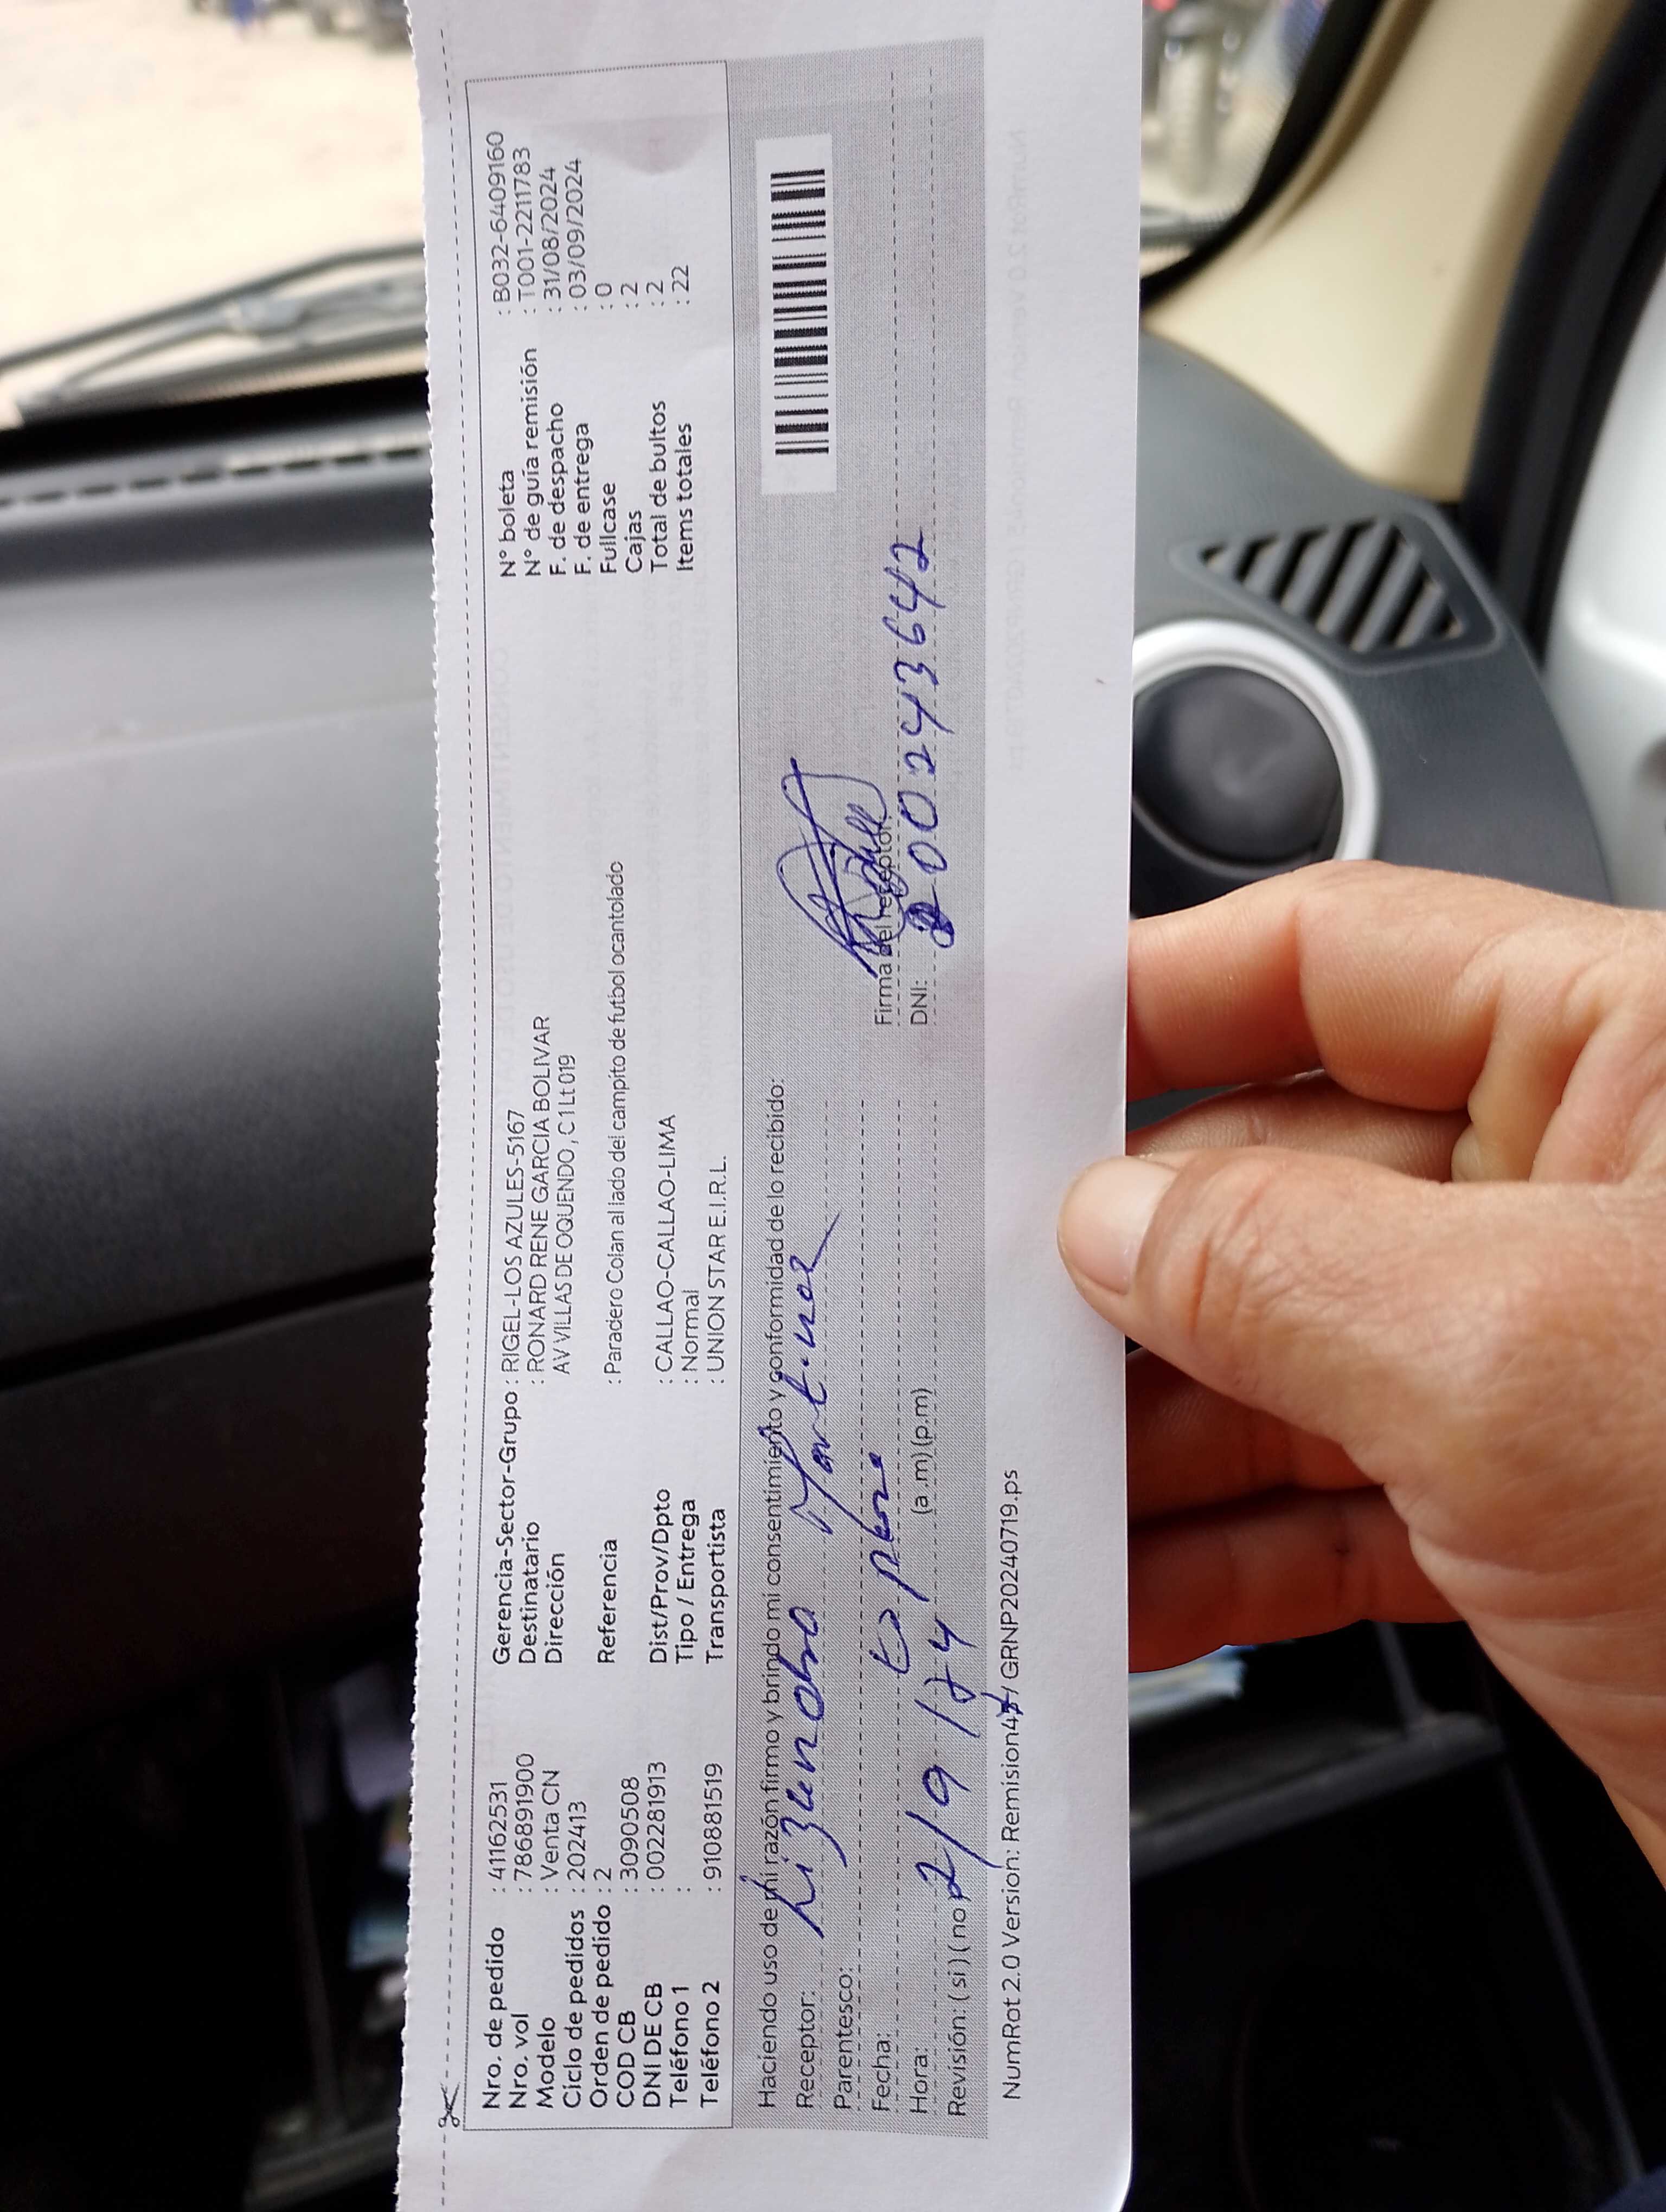 Nro. de pedido : 41162531 Gerencia-Sector-Grupo : RIGEL-LOS AZULES-5167 N° boleta : B032-6409160
Nro. vol : 786891900 Destinatario : RONARD RENE GARCIA BOLIVAR N° de guía remisión : T001-2211783
Modelo : Venta CN Dirección AV VILLAS DE OQUENDO , C1 Lt 019 F. de despacho : 31/08/2024
Ciclo de pedidos : 202413 F. de entrega : 03/09/2024
Orden de pedido : 2 Referencia : Paradero Colan al lado del campito de futbol ocantolado Fullcase : 0
COD CB : 3090508 Cajas : 2
DNI DE CB : 002281913 Dist/Prov/Dpto : CALLAO-CALLAO-LIMA Total de bultos : 2
Teléfono 1 : Tipo / Entrega : Normal Items totales : 22
Teléfono 2 : 910881519 Transportista : UNION STAR E.I.R.L.
Haciendo uso de mi razón firmo y brindo mi consentimiento y conformidad de lo recibido:
Receptor:
Parentesco:
Fecha: 2/9/24 Firma del receptor:
Hora: (a.m) (p.m) DNI: 002436442
Revisión: ( si ) ( no )
NumRot 2.0 Version: Remision4 / GRNP20240719.ps